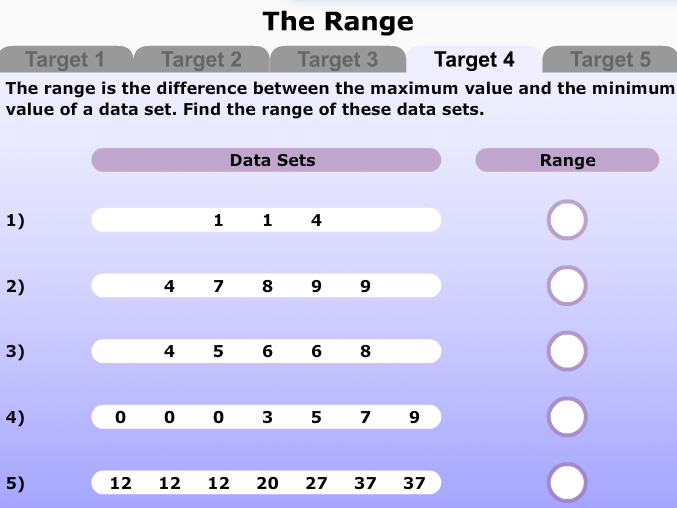 The Range
Target 1 Target 2 Target 3 Target 4 Target 5
The range is the difference between the maximum value and the minimum
value of a data set. Find the range of these data sets.
Data Sets Range
1) 1 1 4
2) 4 7 8 9 9
3) 4 5 6 6 8
4) 0 0 0 3 5 7 9
5) 12 12 12 20 27 37 37